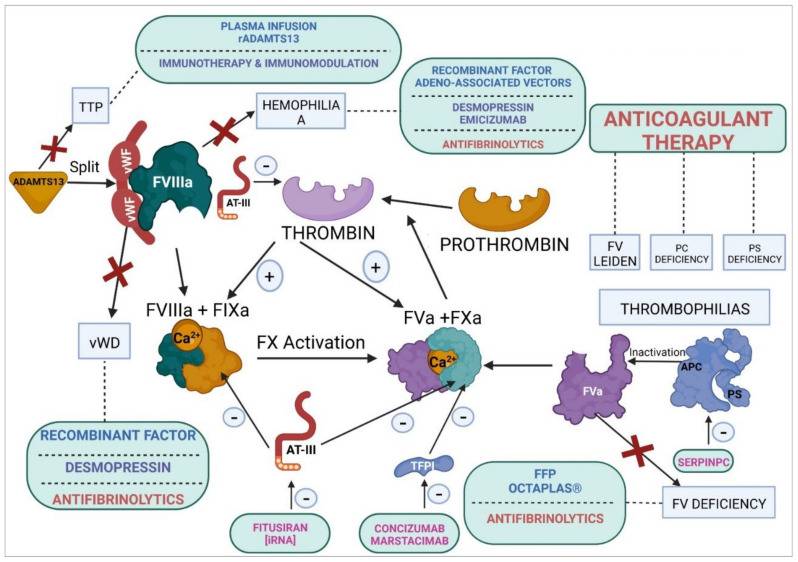 PLASMA INFUSION
rADAMTS13
IMMUNOTHERAPY & IMMUNOMODULATION
TTP
HEMOPHILIA
A
RECOMBINANT FACTOR
ADENO-ASSOCIATED VECTORS
DESMOPRESSIN
EMICIZUMAB
ANTIFIBRINOLYTICS
ANTICOAGULANT
THERAPY
ADAMTS13
Split
vWF
vWF
FVIIIa
AT-III
-
THROMBIN
PROTHROMBIN
FV
LEIDEN
PC
DEFICIENCY
PS
DEFICIENCY
+
+
THROMBOPHILIAS
vWD
FVIIIa + FIXa
Ca2+
FX Activation
FVa +FXa
Ca2+
FVa
Inactivation
APC
PS
-
SERPINPC
RECOMBINANT FACTOR
DESMOPRESSIN
ANTIFIBRINOLYTICS
-
AT-III
-
-
TFPI
-
FITUSIRAN
[iRNA]
-
CONCIZUMAB
MARSTACIMAB
FFP
OCTAPLAS®
ANTIFIBRINOLYTICS
FV DEFICIENCY